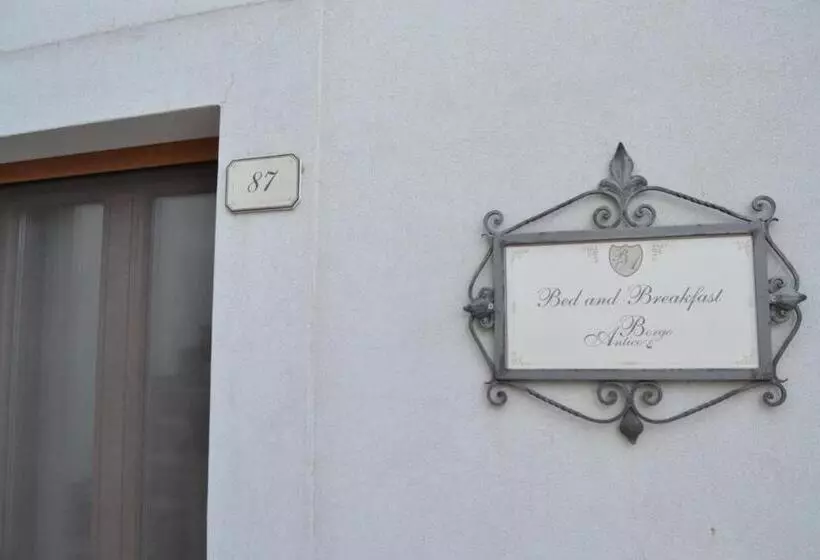 87
Bed and Breakfast
Borgo
Antico